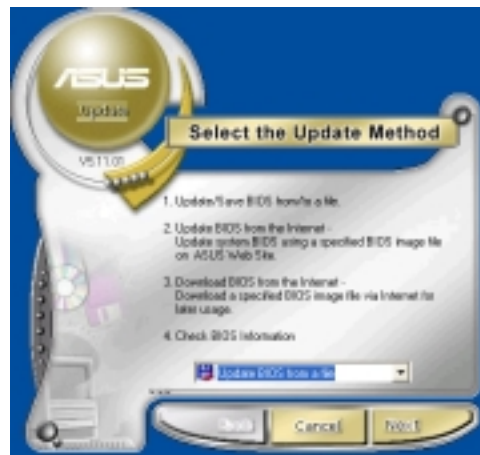 ASUS
Update
V5.11.01
Select the Update Method
1. Update/Save BIOS from/to a file.
2. Update BIOS from the Internet -
Update system BIOS using a specified BIOS image file
on ASUS Web Site.
3. Download BIOS from the Internet -
Download a specified BIOS image file via Internet for
later usage.
4. Check BIOS Information
Update BIOS from a file
Cancel
Next